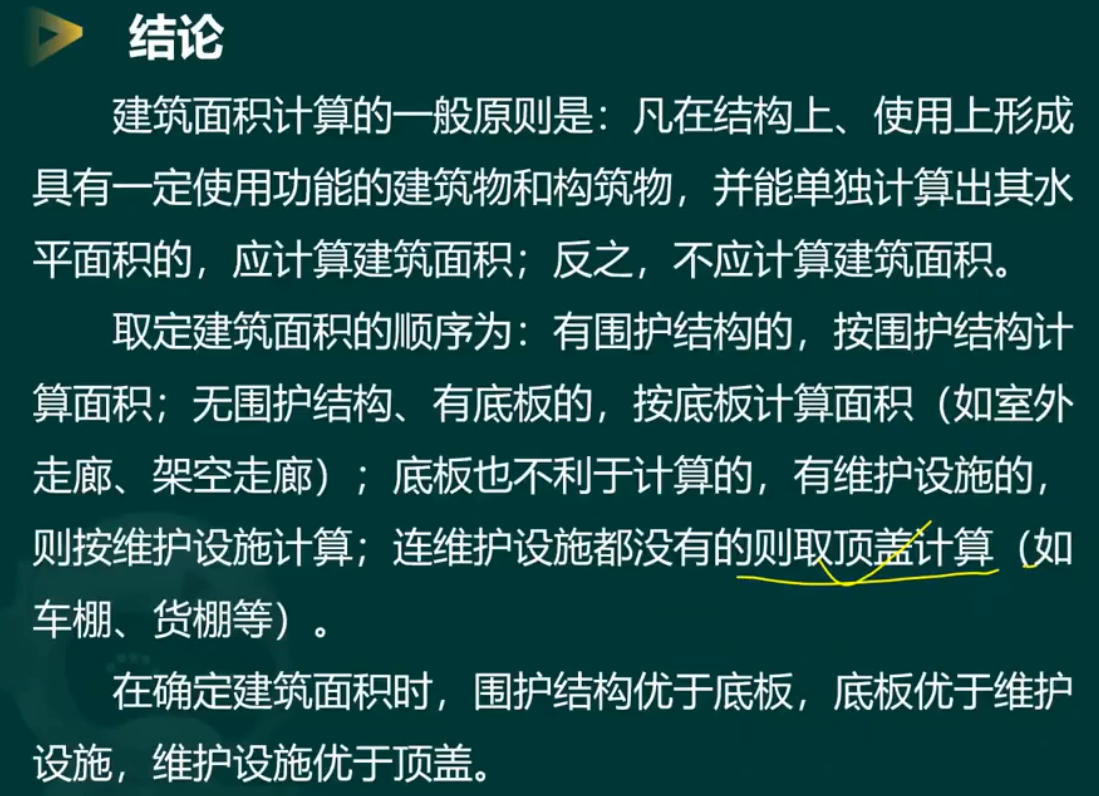 结论
建筑面积计算的一般原则是：凡在结构上、使用上形成
具有一定使用功能的建筑物和构筑物，并能单独计算出其水
平面积的，应计算建筑面积；反之，不应计算建筑面积。
取定建筑面积的顺序为：有围护结构的，按围护结构计
算面积；无围护结构、有底板的，按底板计算面积（如室外
走廊、架空走廊）；底板也不利于计算的，有维护设施的，
则按维护设施计算；连维护设施都没有的则取顶盖计算（如
车棚、货棚等）。
在确定建筑面积时，围护结构优于底板，底板优于维护
设施，维护设施优于顶盖。